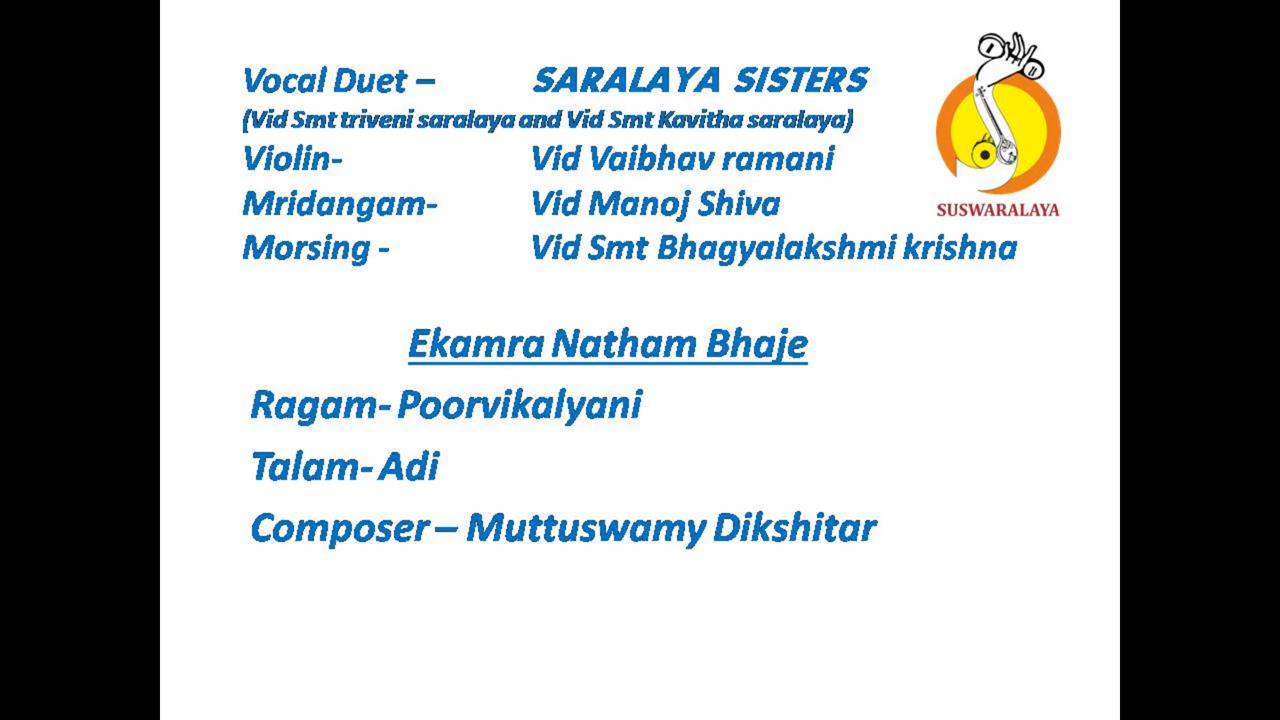 Vocal Duet – SARALAYA SISTERS
(Vid Smt triveni saralaya and Vid Smt Kavitha saralaya)
Violin- Vid Vaibhav ramani
Mridangam- Vid Manoj Shiva
Morsing - Vid Smt Bhagyalakshmi krishna
SUSWARALAYA
Ekamra Natham Bhaje
Ragam- Poorvikalyani
Talam- Adi
Composer – Muttuswamy Dikshitar